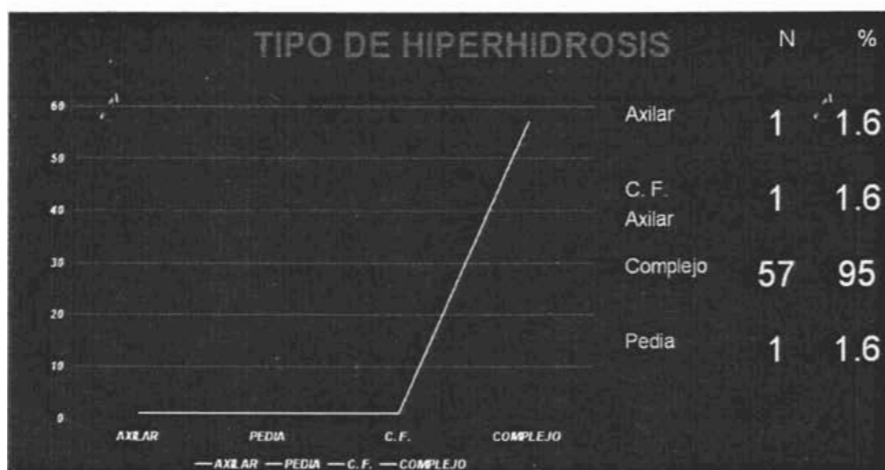 TIPO DE HIPERHIDROSIS
N %
60
50
40
30
20
10
0
AXILAR PEDIA C. F. COMPLEJO
AXILAR PEDIA C. F. COMPLEJO
Axilar 1 1.6
C. F.
Axilar 1 1.6
Complejo 57 95
Pedia 1 1.6